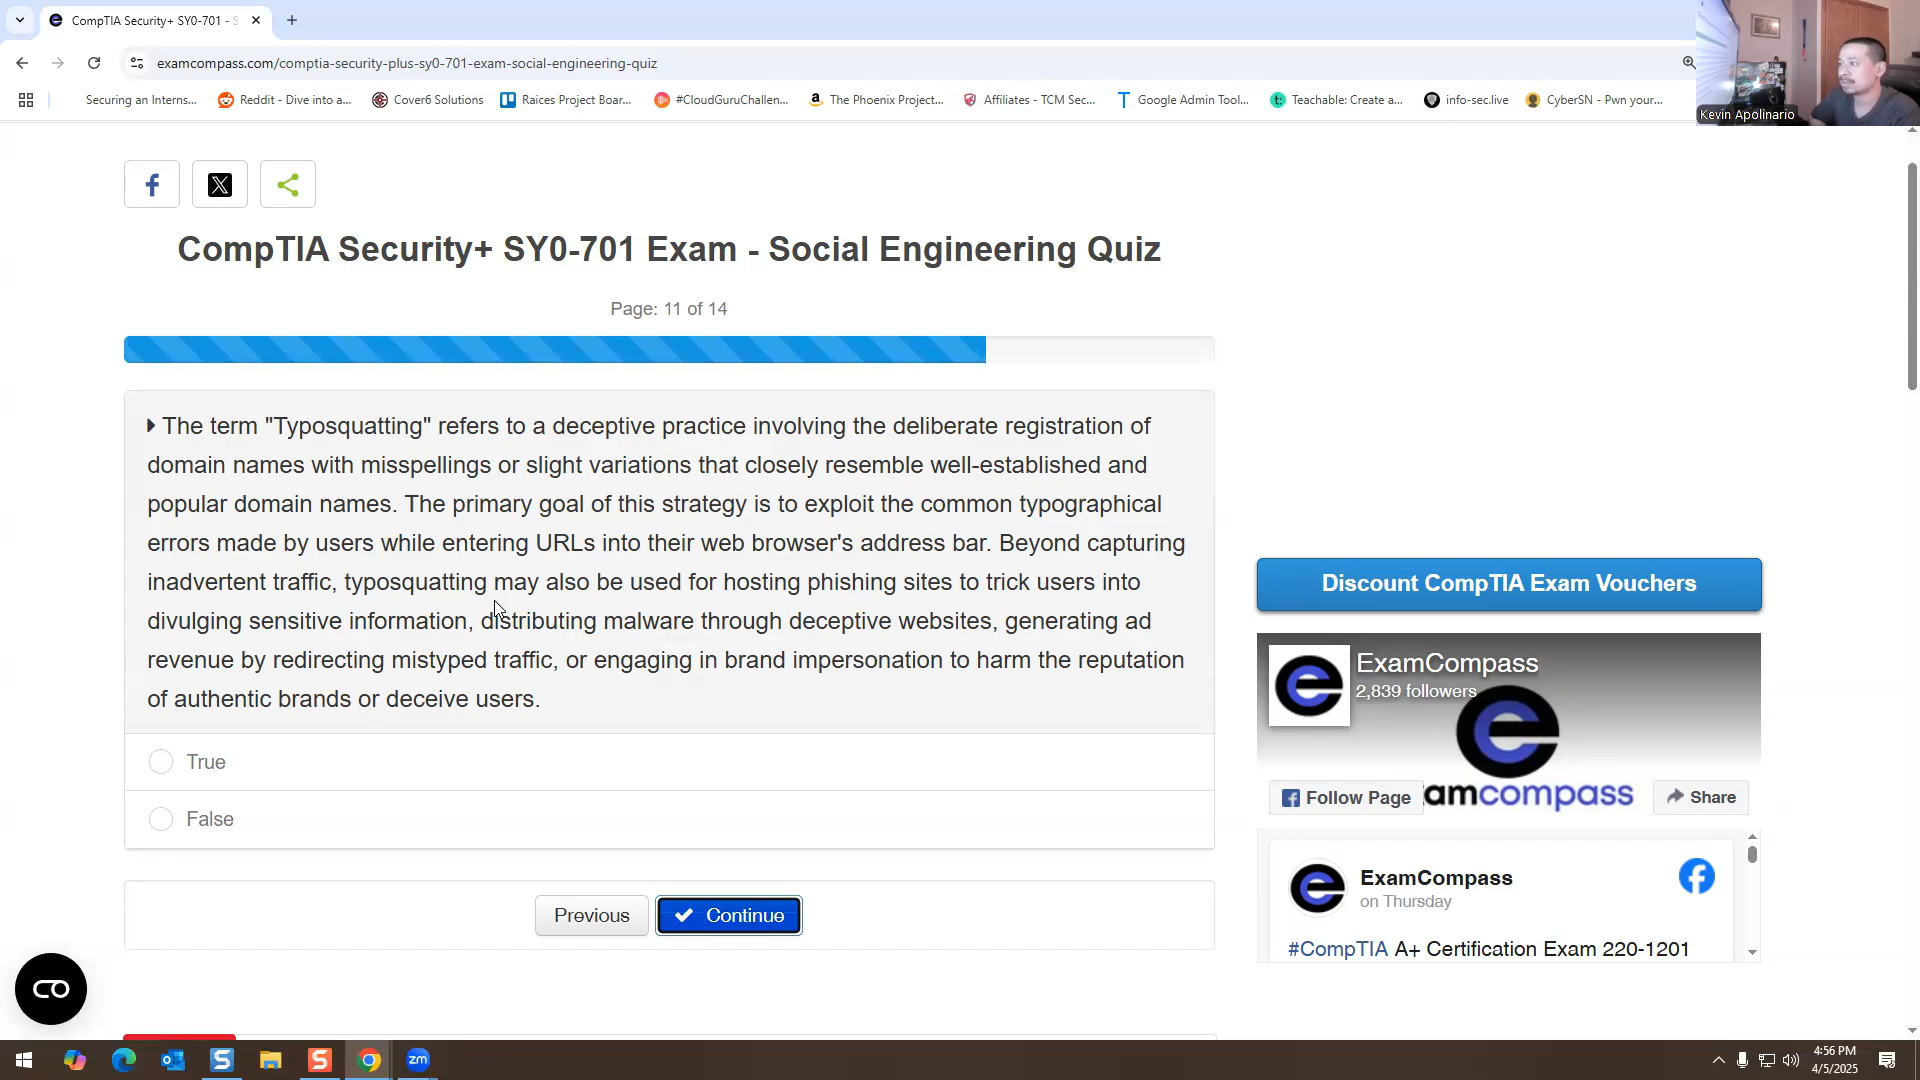 CompTIA Security+ SY0-701 - S
examcompass.com/comptia-security-plus-sy0-701-exam-social-engineering-quiz
Securing an Interns...
Reddit - Dive into a...
Cover6 Solutions
Raices Project Boar...
#CloudGuruChallen...
The Phoenix Project...
Affiliates - TCM Sec...
Google Admin Tool...
Teachable: Create a...
info-sec.live
CyberSN - Pwn your...
Kevin Apolinario
CompTIA Security+ SY0-701 Exam - Social Engineering Quiz
Page: 11 of 14
The term "Typosquatting" refers to a deceptive practice involving the deliberate registration of
domain names with misspellings or slight variations that closely resemble well-established and
popular domain names. The primary goal of this strategy is to exploit the common typographical
errors made by users while entering URLs into their web browser's address bar. Beyond capturing
inadvertent traffic, typosquatting may also be used for hosting phishing sites to trick users into
divulging sensitive information, distributing malware through deceptive websites, generating ad
revenue by redirecting mistyped traffic, or engaging in brand impersonation to harm the reputation
of authentic brands or deceive users.
True
False
Previous
Continue
Discount CompTIA Exam Vouchers
ExamCompass
2,839 followers
Follow Page
amcompass
Share
ExamCompass
on Thursday
#CompTIA A+ Certification Exam 220-1201
zm
4:56 PM
4/5/2025